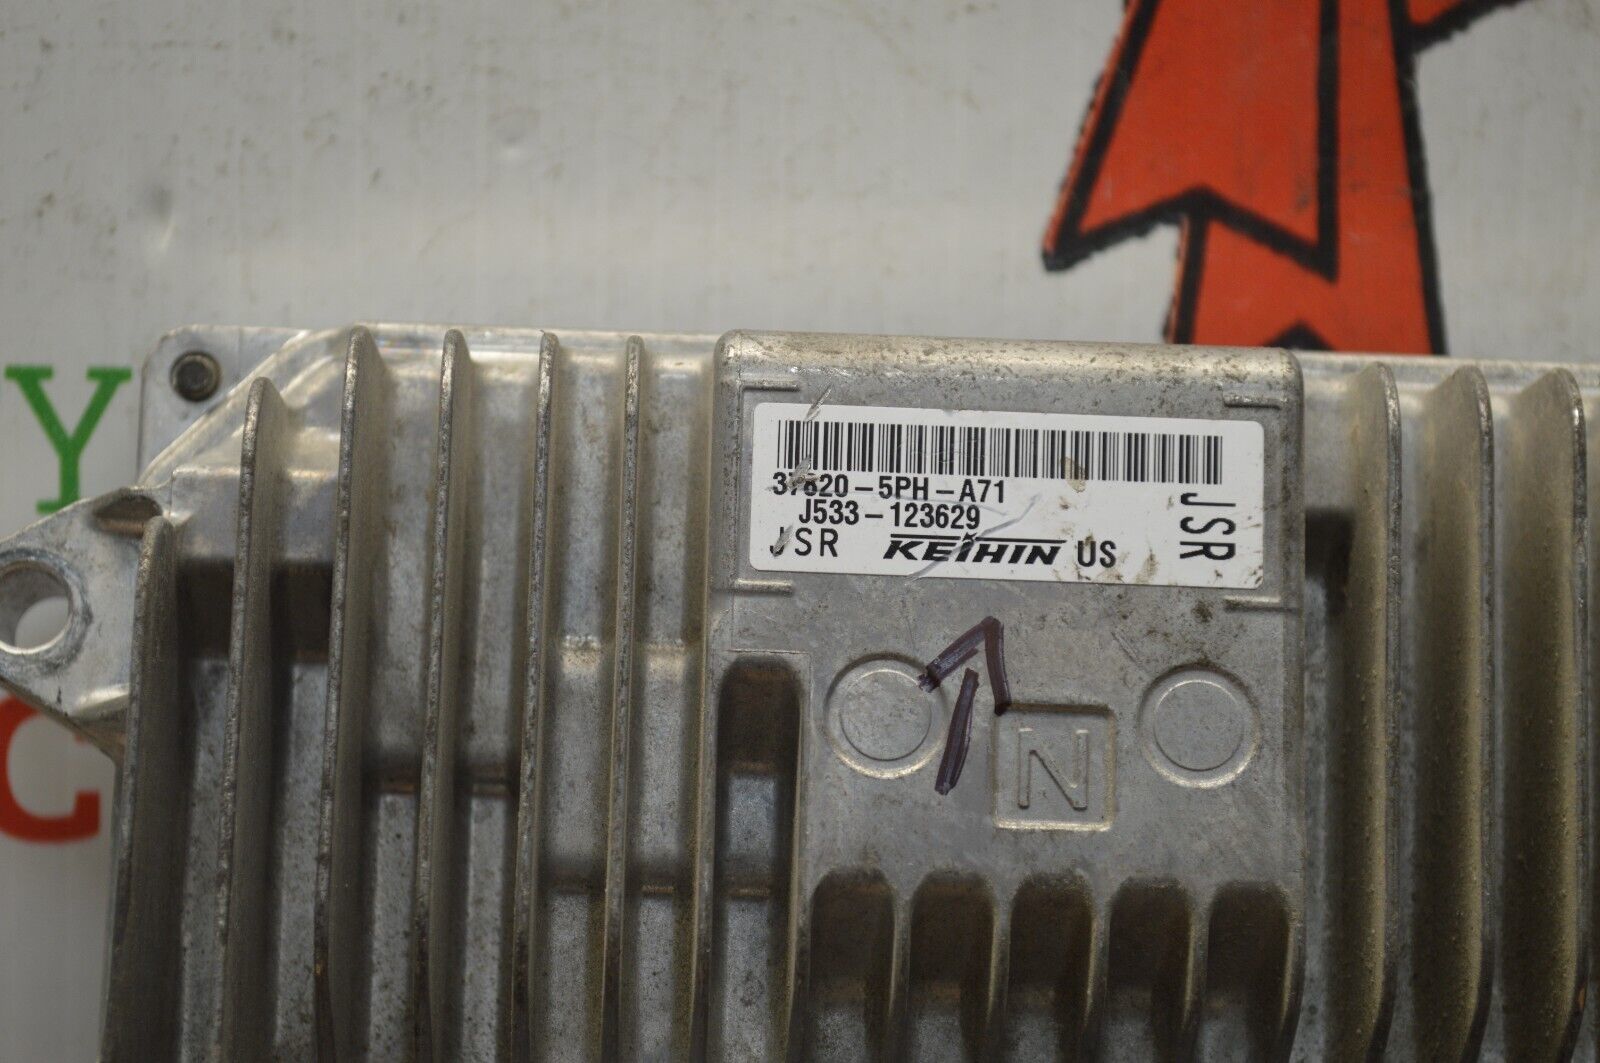 37820-5PH-A71
J533-123629
JSR KEIHIN US
JSR
N
Y
C